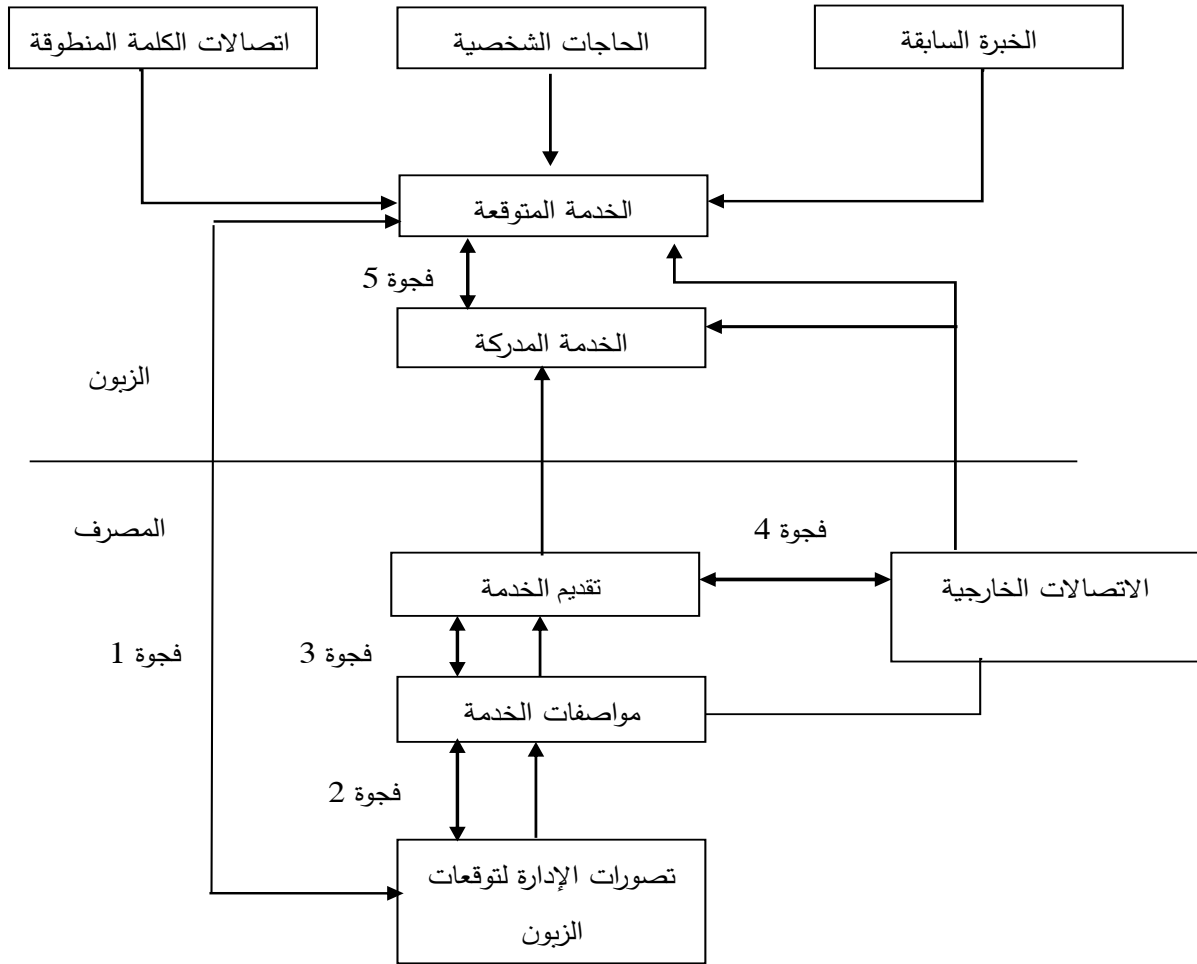 الخبرة السابقة
الحاجات الشخصية
اتصالات الكلمة المنطوقة
الخدمة المتوقعة
فجوة 5
الخدمة المدركة
الزبون
المصرف
فجوة 4
تقديم الخدمة
الاتصالات الخارجية
فجوة 3
فجوة 1
مواصفات الخدمة
فجوة 2
تصورات الإدارة لتوقعات
الزبون